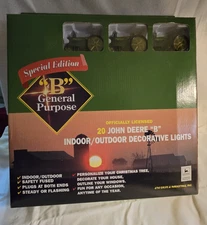 Special Edition
"B"
General
Purpose
OFFICIALLY LICENSED
20 JOHN DEERE "B"
INDOOR/OUTDOOR DECORATIVE LIGHTS
• INDOOR/OUTDOOR
• SAFETY FUSED
• PLUGS AT BOTH ENDS
• STEADY OR FLASHING
• PERSONALIZE YOUR CHRISTMAS TREE,
DECORATE YOUR HOUSE,
OUTLINE YOUR WINDOWS.
• FUN FOR ANY OCCASION,
ANYTIME OF THE YEAR.